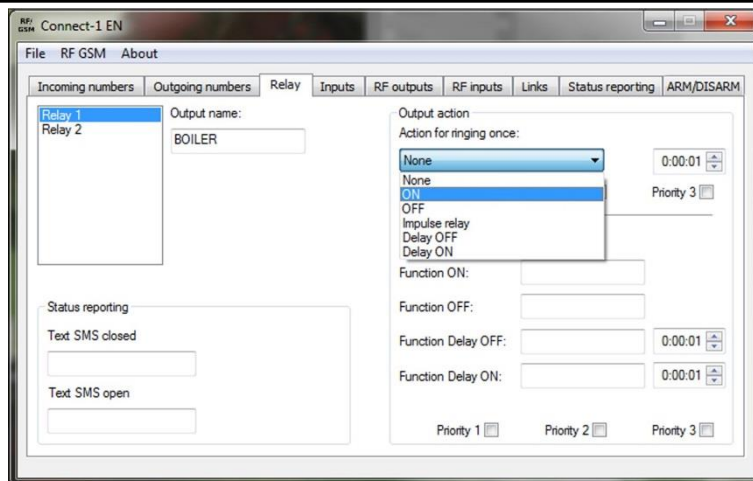 RF/
GSM Connect-1 EN
File RF GSM About
Incoming numbers Outgoing numbers Relay Inputs RF outputs RF inputs Links Status reporting ARM/DISARM
Relay 1
Relay 2
Output name:
BOILER
Output action
Action for ringing once:
None 0:00:01
None
ON
OFF
Impulse relay
Delay OFF
Delay ON
Priority 3
Function ON:
Function OFF:
Function Delay OFF: 0:00:01
Function Delay ON: 0:00:01
Priority 1 Priority 2 Priority 3
Status reporting
Text SMS closed
Text SMS open